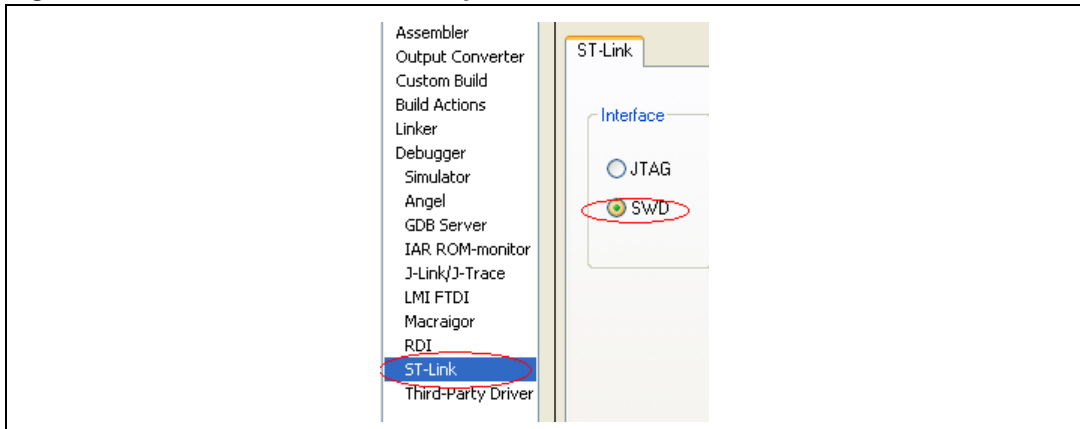 Assembler
Output Converter
Custom Build
Build Actions
Linker
Debugger
Simulator
Angel
GDB Server
IAR ROM-monitor
J-Link/J-Trace
LMI FTDI
Macraigor
RDI
ST-Link
Third-Party Driver
ST-Link
Interface
JTAG
SWD